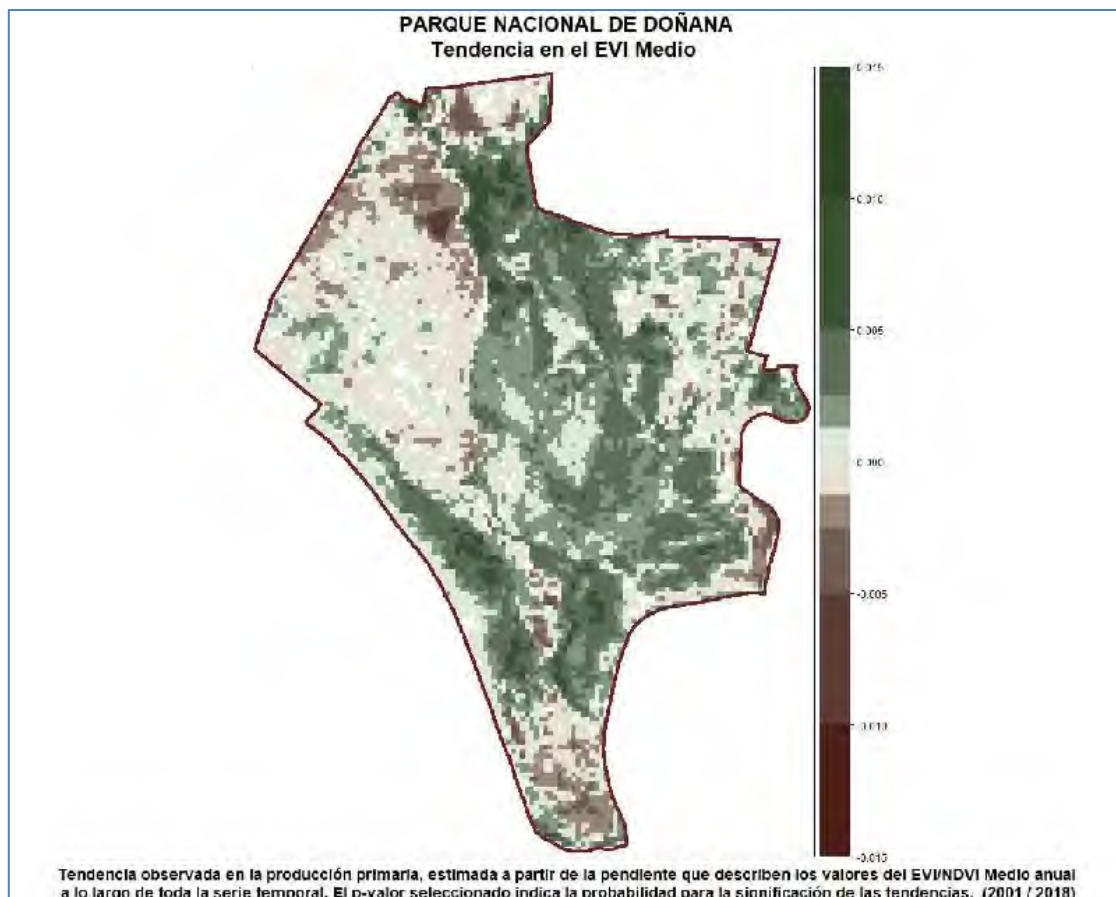 PARQUE NACIONAL DE DOÑANA
Tendencia en el EVI Medio
0.015
0.010
0.005
0.000
-0.005
-0.010
-0.015
Tendencia observada en la producción primaria, estimada a partir de la pendiente que describen los valores del EVI/NDVI Medio anual
a lo largo de toda la serie temporal. El p-valor seleccionado indica la probabilidad para la significación de las tendencias. (2001 / 2018)